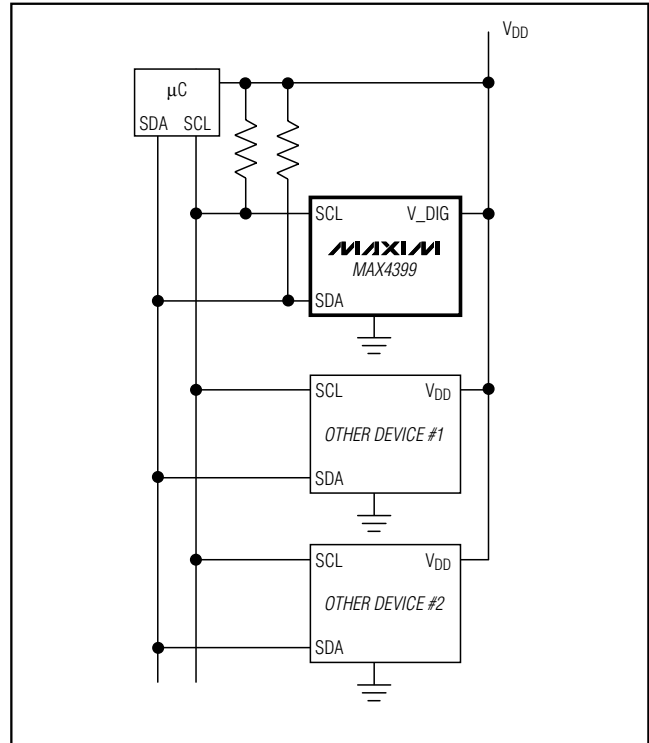 VDD
μC
SDA SCL
SCL V_DIG
MAXIM
MAX4399
SDA
SCL VDD
OTHER DEVICE #1
SDA
SCL VDD
OTHER DEVICE #2
SDA